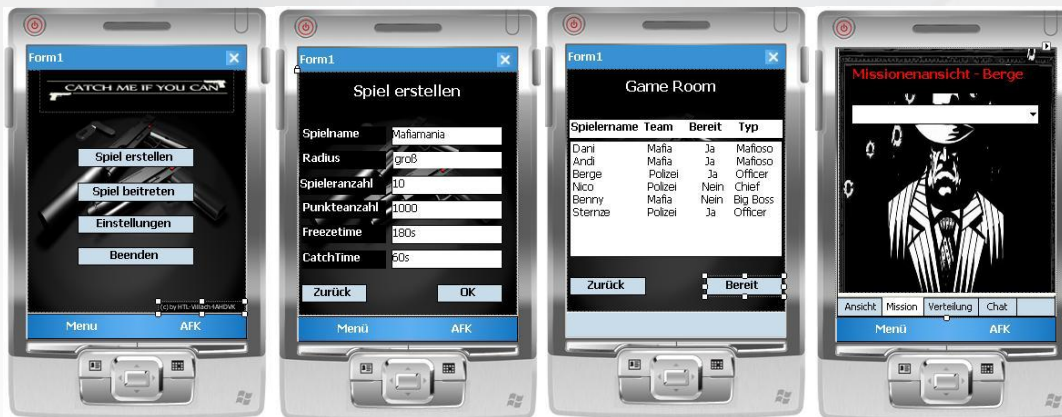 Form1
CATCH ME IF YOU CAN
Spiel erstellen
Spiel beitreten
Einstellungen
Beenden
(c) by HTL-Villach-4AHDVK
Menu AFK
Form1
Spiel erstellen
Spielname Mafiamania
Radius groß
Spieleranzahl 10
Punkteanzahl 1000
Freezetime 180s
CatchTime 60s
Zurück OK
Menü AFK
Form1
Game Room
Spielername Team Bereit Typ
Dani Mafia Ja Mafioso
Andi Mafia Ja Mafioso
Berge Polizei Ja Officer
Nico Polizei Nein Chief
Benny Mafia Nein Big Boss
Sternze Polizei Ja Officer
Zurück Bereit
Missionenansicht - Berge
Ansicht Mission Verteilung Chat
Menü AFK